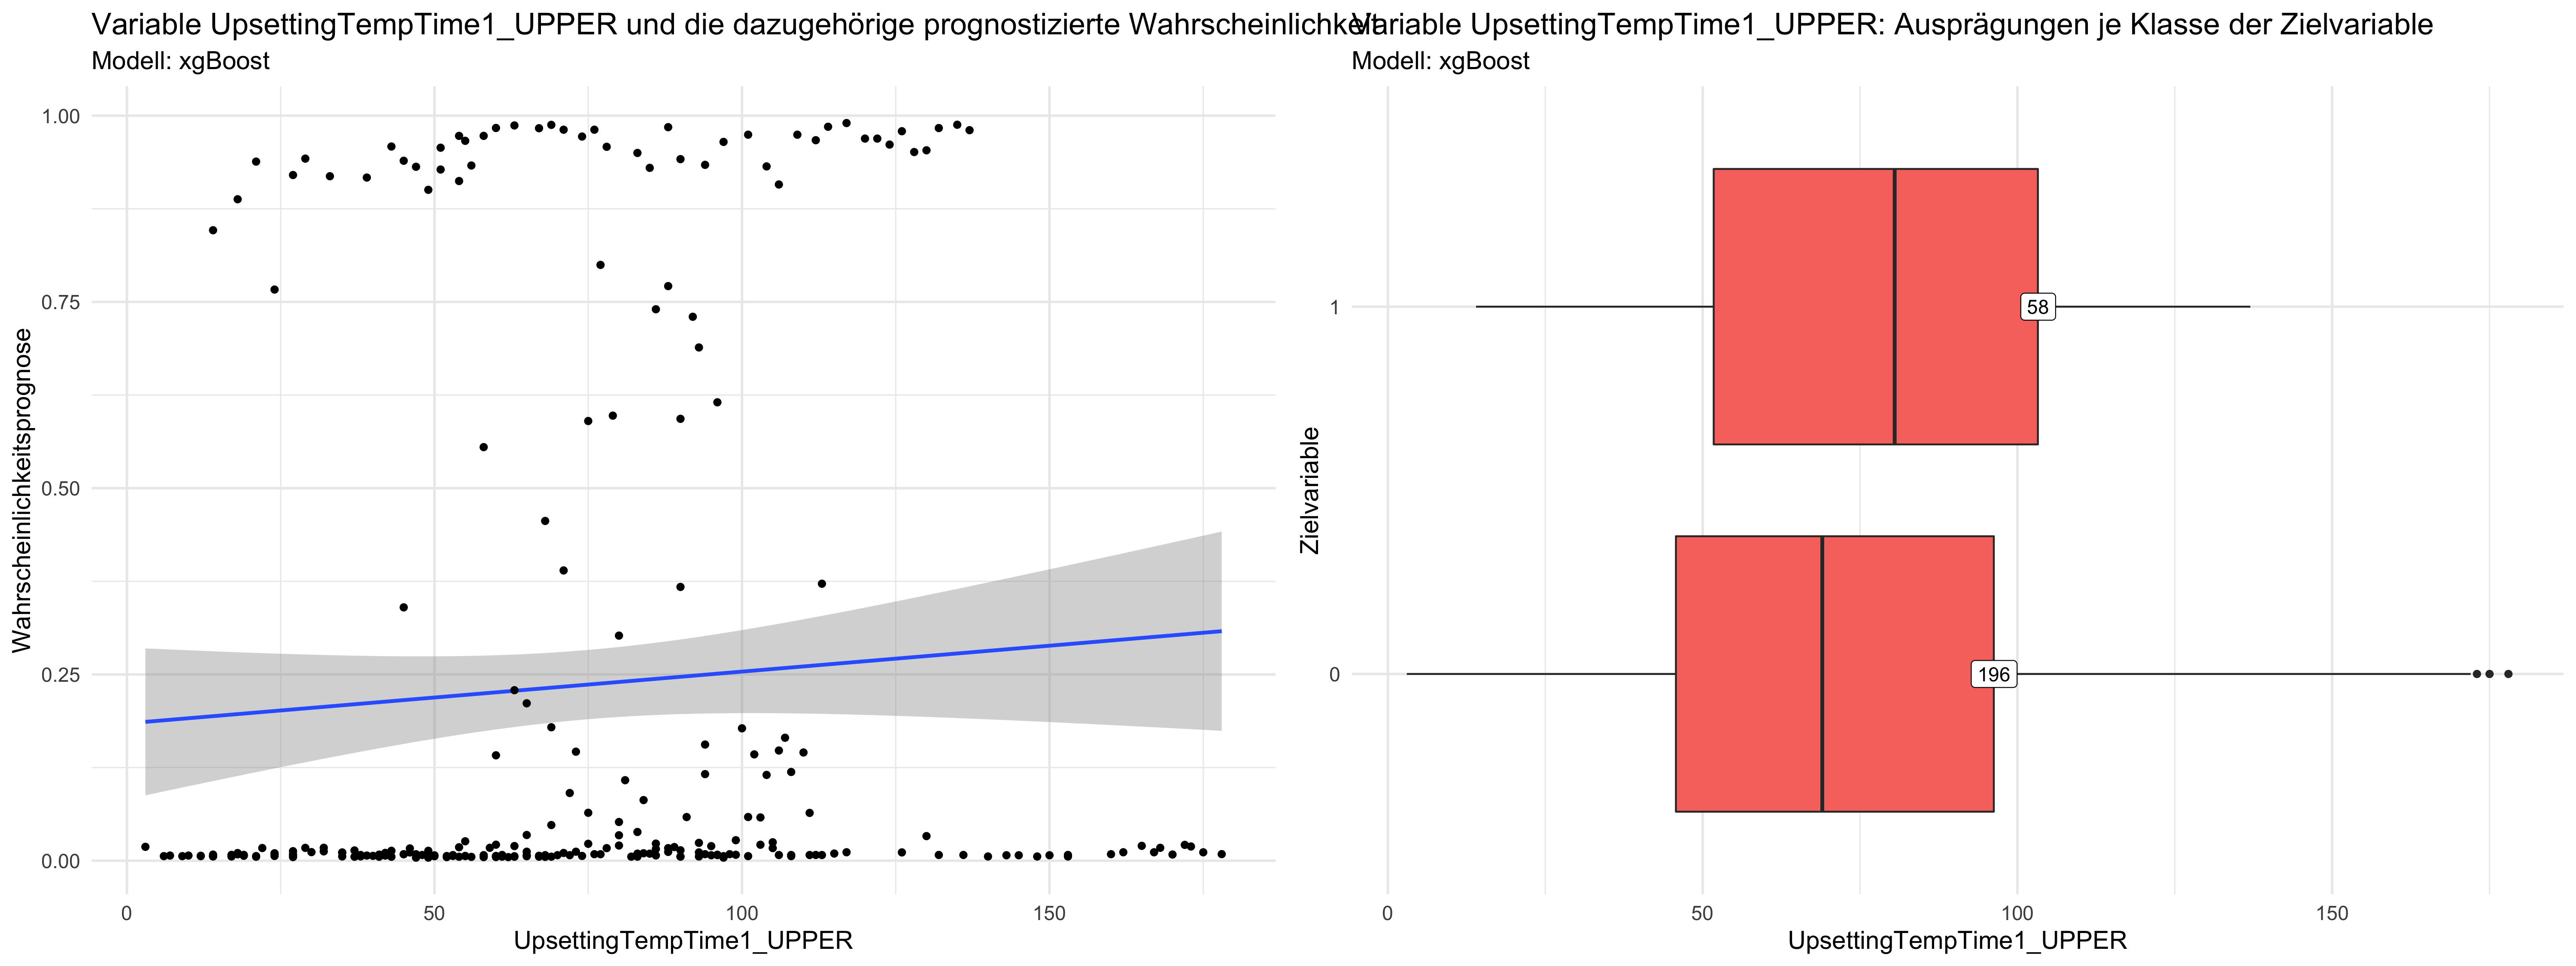 Variable UpsettingTempTime1_UPPER und die dazugehörige prognostizierte Wahrscheinlichkeit
Modell: xgBoost
1.00
0.75
0.50
0.25
0.00
Wahrscheinlichkeitsprognose
0 50 100 150
UpsettingTempTime1_UPPER
Variable UpsettingTempTime1_UPPER: Ausprägungen je Klasse der Zielvariable
Modell: xgBoost
1
0
Zielvariable
58
196
0 50 100 150
UpsettingTempTime1_UPPER